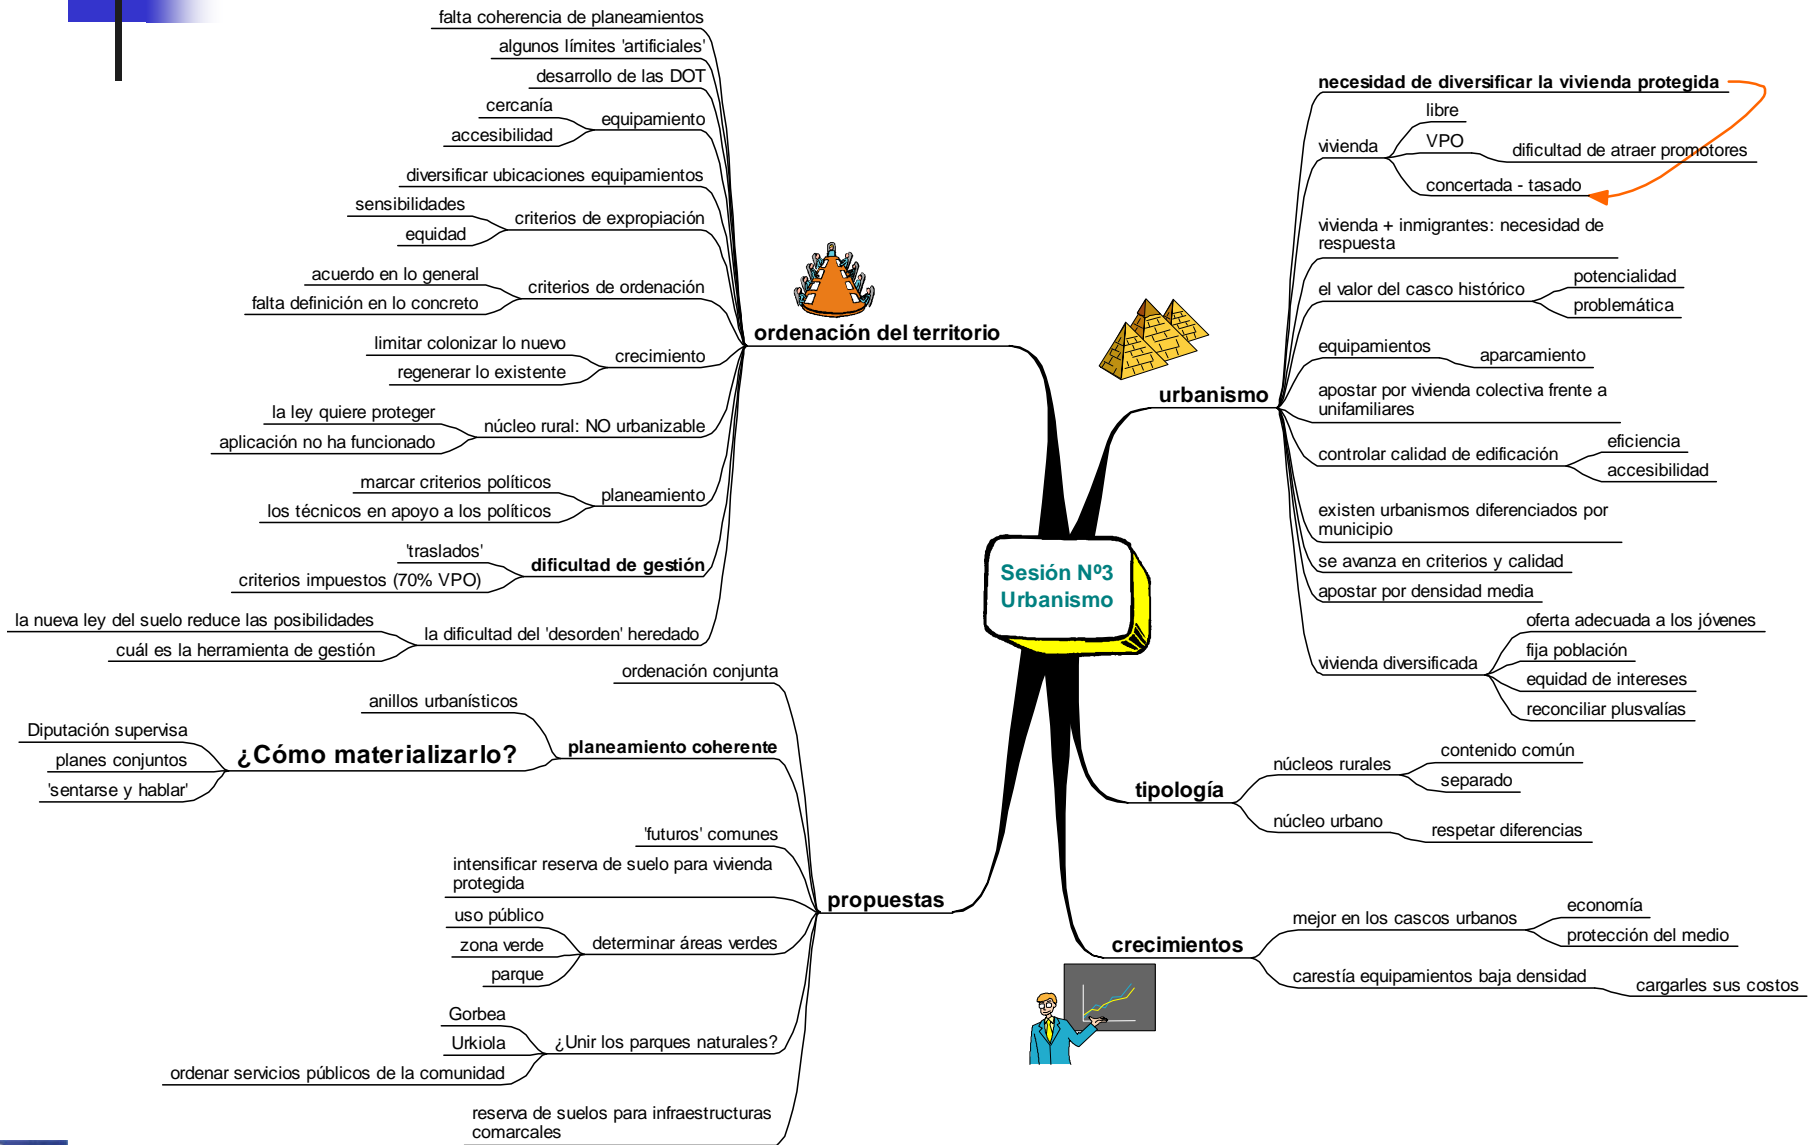 falta coherencia de planeamientos
algunos límites 'artificiales'
desarrollo de las DOT
cercanía
accesibilidad
equipamiento
diversificar ubicaciones equipamientos
sensibilidades
equidad
criterios de expropiación
acuerdo en lo general
falta definición en lo concreto
criterios de ordenación
limitar colonizar lo nuevo
regenerar lo existente
crecimiento
la ley quiere proteger
aplicación no ha funcionado
núcleo rural: NO urbanizable
marcar criterios políticos
los técnicos en apoyo a los políticos
planeamiento
'traslados'
criterios impuestos (70% VPO)
dificultad de gestión
la nueva ley del suelo reduce las posibilidades
cuál es la herramienta de gestión
la dificultad del 'desorden' heredado
ordenación del territorio
ordenación conjunta
anillos urbanísticos
Diputación supervisa
planes conjuntos
'sentarse y hablar'
¿Cómo materializarlo?
planeamiento coherente
'futuros' comunes
intensificar reserva de suelo para vivienda
protegida
uso público
zona verde
parque
determinar áreas verdes
Gorbea
Urkiola
ordenar servicios públicos de la comunidad
¿Unir los parques naturales?
reserva de suelos para infraestructuras
comarcales
propuestas
Sesión Nº3
Urbanismo
urbanismo
necesidad de diversificar la vivienda protegida
vivienda
libre
VPO
dificultad de atraer promotores
concertada - tasado
vivienda + inmigrantes: necesidad de
respuesta
el valor del casco histórico
potencialidad
problemática
equipamientos
aparcamiento
apostar por vivienda colectiva frente a
unifamiliares
controlar calidad de edificación
eficiencia
accesibilidad
existen urbanismos diferenciados por
municipio
se avanza en criterios y calidad
apostar por densidad media
vivienda diversificada
oferta adecuada a los jóvenes
fija población
equidad de intereses
reconciliar plusvalías
tipología
núcleos rurales
contenido común
separado
núcleo urbano
respetar diferencias
crecimientos
mejor en los cascos urbanos
economía
protección del medio
carestía equipamientos baja densidad
cargarles sus costos